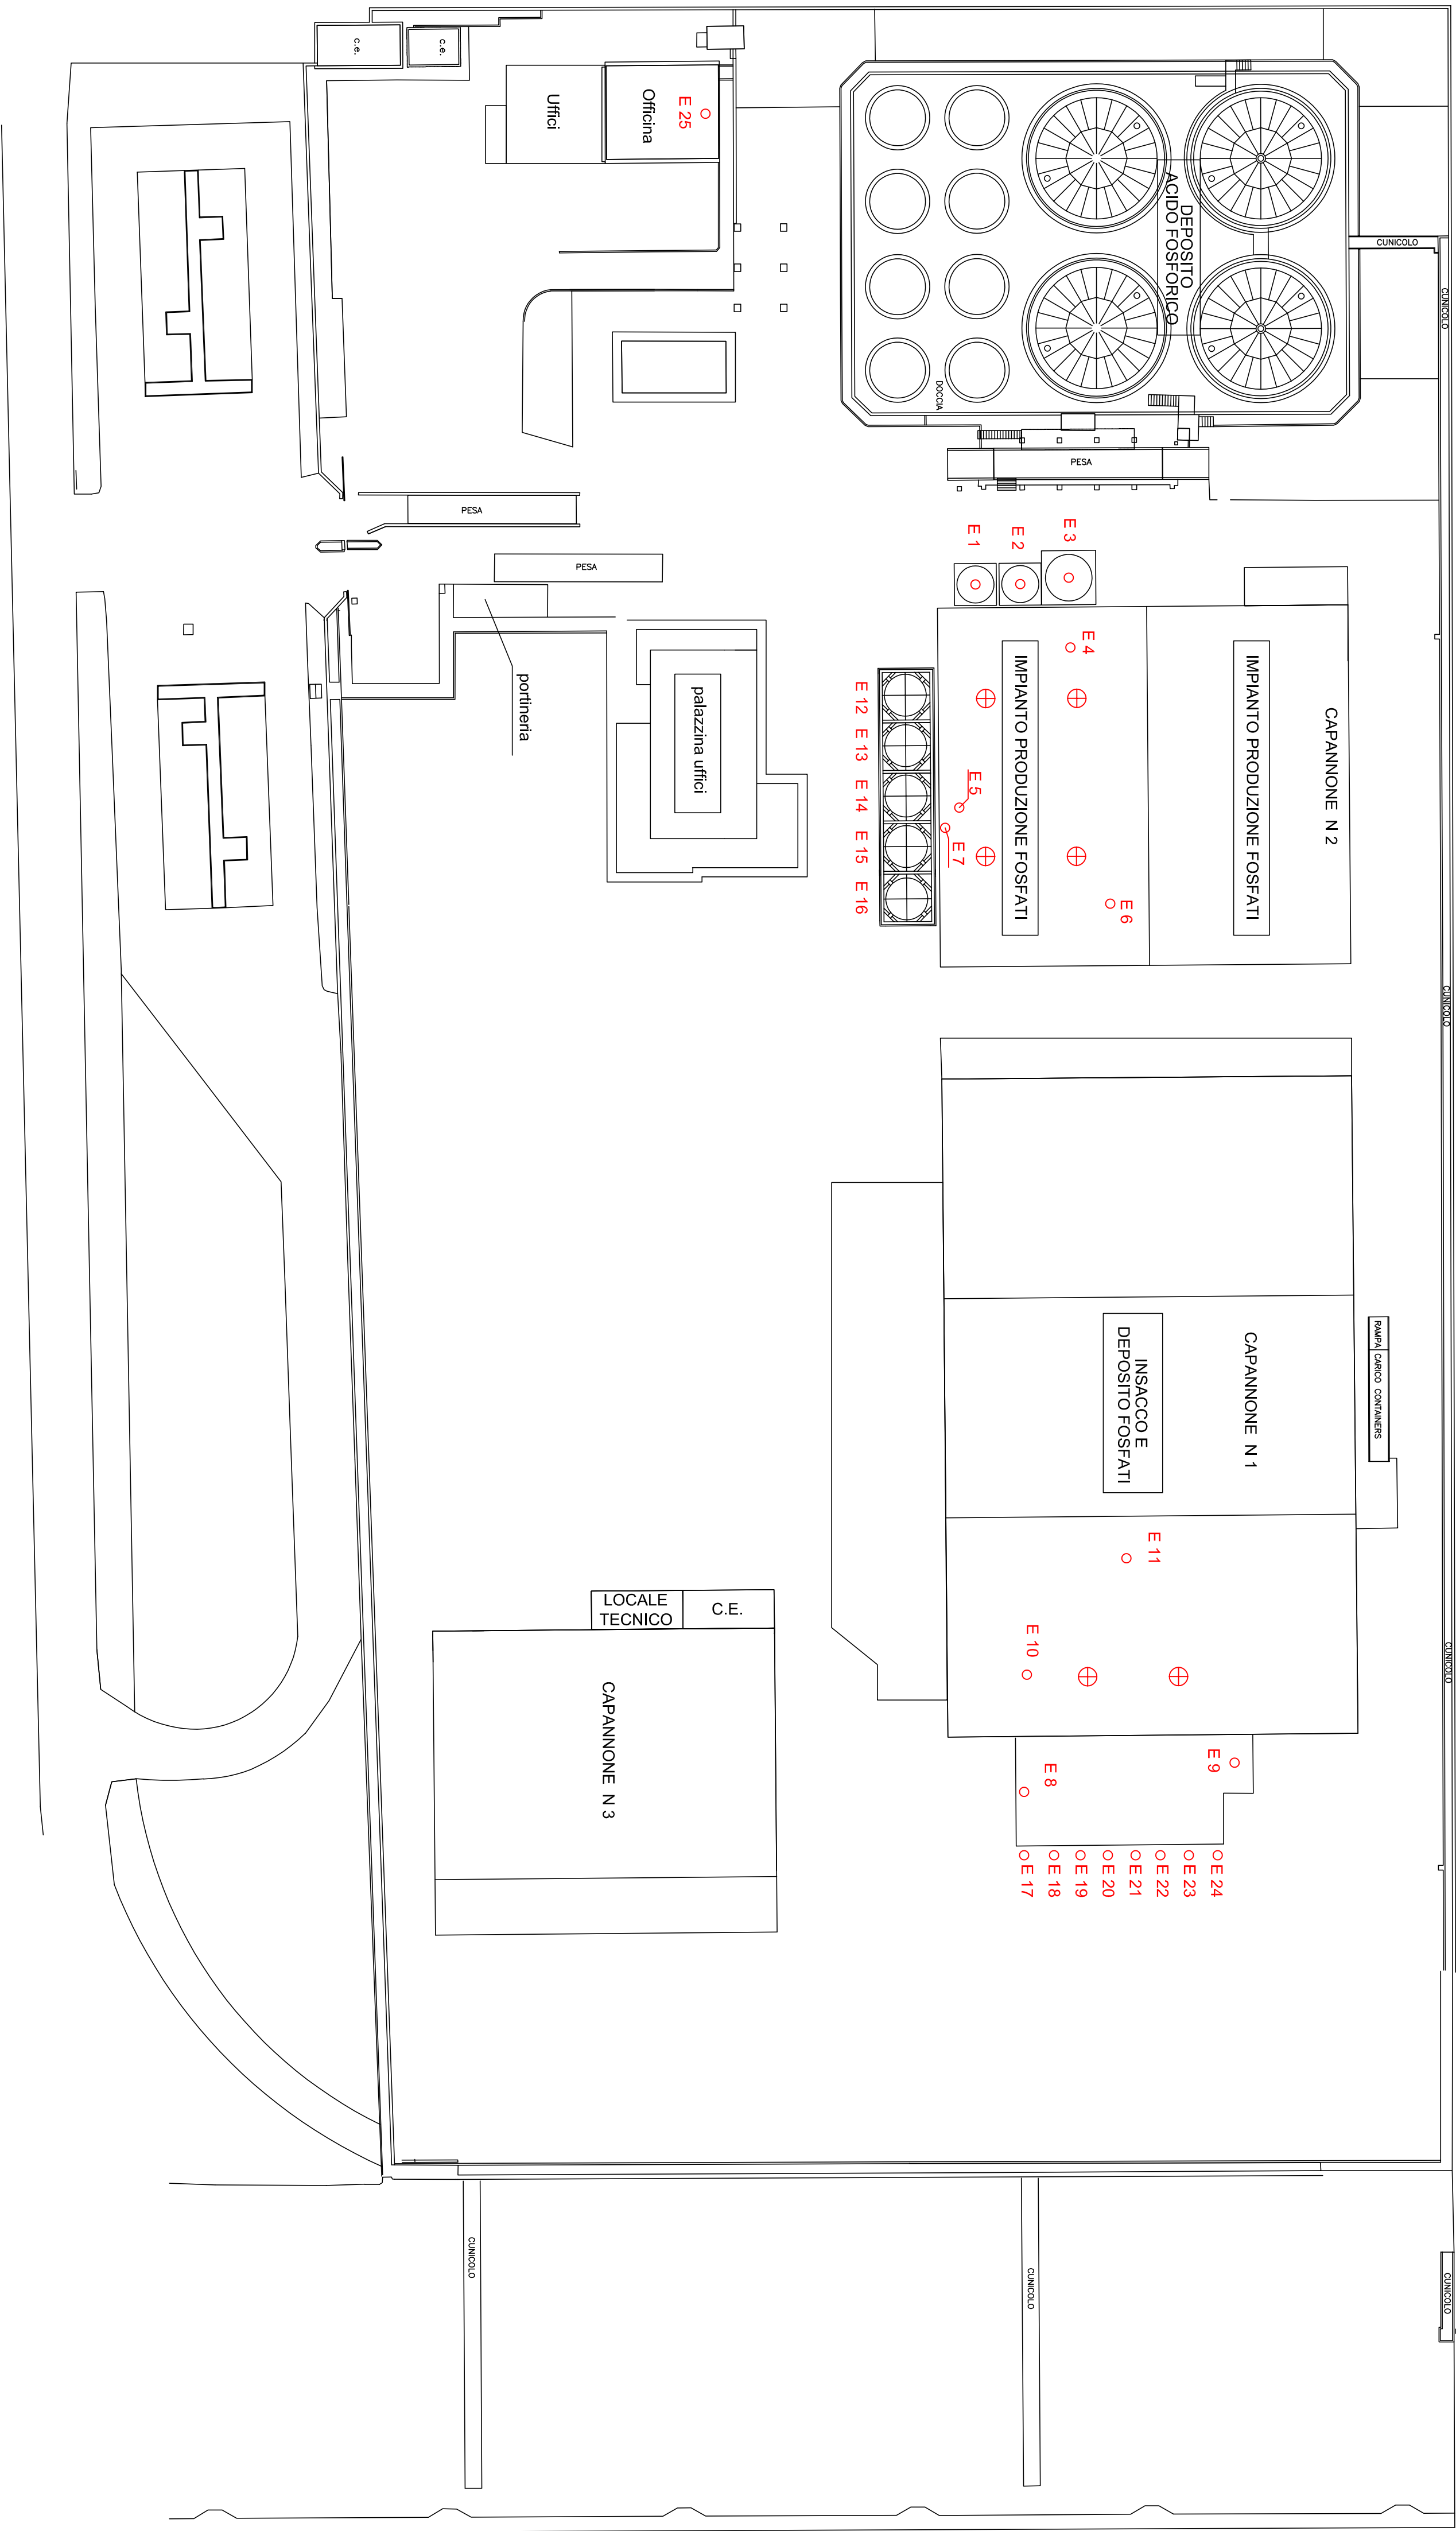 c.e.
c.e.
Uffici
Officina
E 25
DEPOSITO
ACIDO FOSFORICO
DOCCIA
CUNICOLO
CUNICOLO
PESA
PESA
PESA
portineria
palazzina uffici
E 1
E 2
E 3
E 4
E 5
E 7
E 6
E 12
E 13
E 14
E 15
E 16
IMPIANTO PRODUZIONE FOSFATI
IMPIANTO PRODUZIONE FOSFATI
CAPANNONE N 2
CUNICOLO
CAPANNONE N 1
INSACCO E
DEPOSITO FOSFATI
RAMPA CARICO CONTAINERS
E 11
E 10
E 9
E 8
CUNICOLO
LOCALE
TECNICO
C.E.
CAPANNONE N 3
E 24
E 23
E 22
E 21
E 20
E 19
E 18
E 17
CUNICOLO
CUNICOLO
CUNICOLO